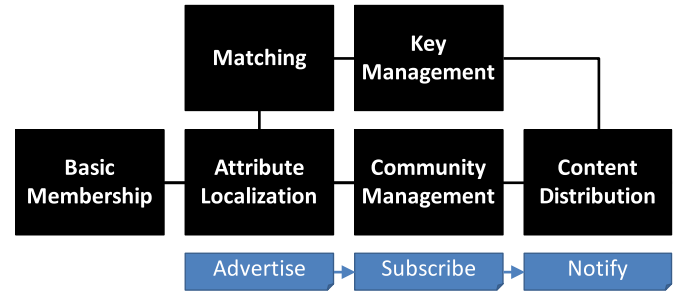 Matching
Key
Management
Basic
Membership
Attribute
Localization
Community
Management
Content
Distribution
Advertise
Subscribe
Notify